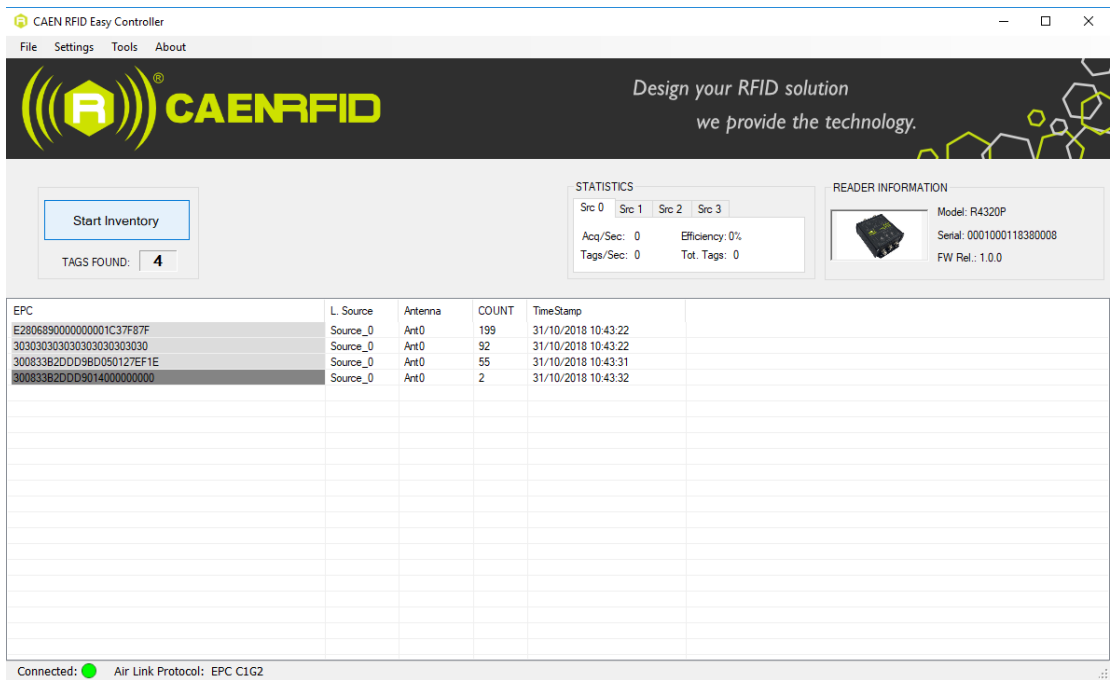 CAEN RFID Easy Controller
File Settings Tools About
R ® CAENRFID
Design your RFID solution
we provide the technology.
Start Inventory
TAGS FOUND: 4
STATISTICS
Src 0 Src 1 Src 2 Src 3
Acq/Sec: 0 Efficiency: 0%
Tags/Sec: 0 Tot. Tags: 0
READER INFORMATION
Model: R4320P
Serial: 0001000118380008
FW Rel.: 1.0.0
EPC L. Source Antenna COUNT TimeStamp
E2806890000000001C37F87F Source_0 Ant0 199 31/10/2018 10:43:22
303030303030303030303030 Source_0 Ant0 92 31/10/2018 10:43:22
300833B2DDD9BD050127EF1E Source_0 Ant0 55 31/10/2018 10:43:31
300833B2DDD9014000000000 Source_0 Ant0 2 31/10/2018 10:43:32
Connected: Air Link Protocol: EPC C1G2